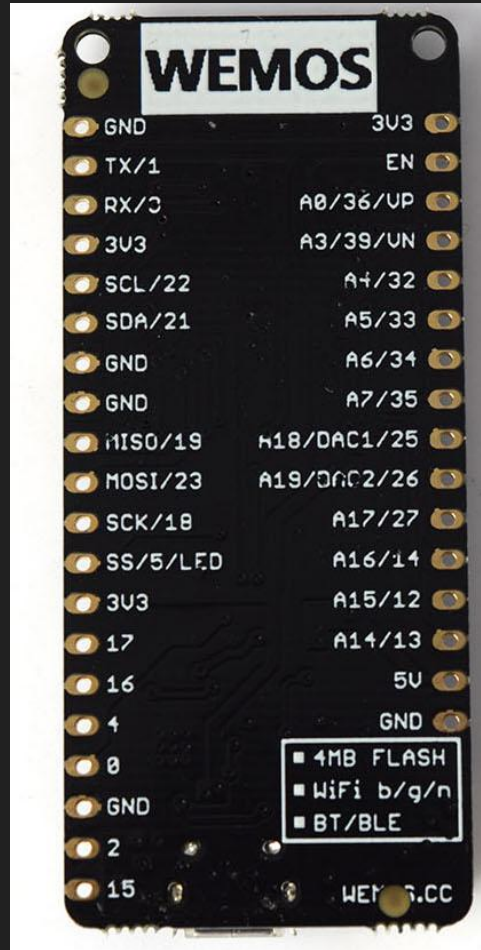 WEMOS
GND
TX/1
RX/3
3V3
SCL/22
SDA/21
GND
GND
MISO/19
MOSI/23
SCK/18
SS/5/LED
3V3
17
16
4
0
GND
2
15
3V3
EN
A0/36/VP
A3/39/VN
A4/32
A5/33
A6/34
A7/35
A18/DAC1/25
A19/DAC2/26
A17/27
A16/14
A15/12
A14/13
5V
GND
4MB FLASH
WiFi b/g/n
BT/BLE
WEMOS.CC